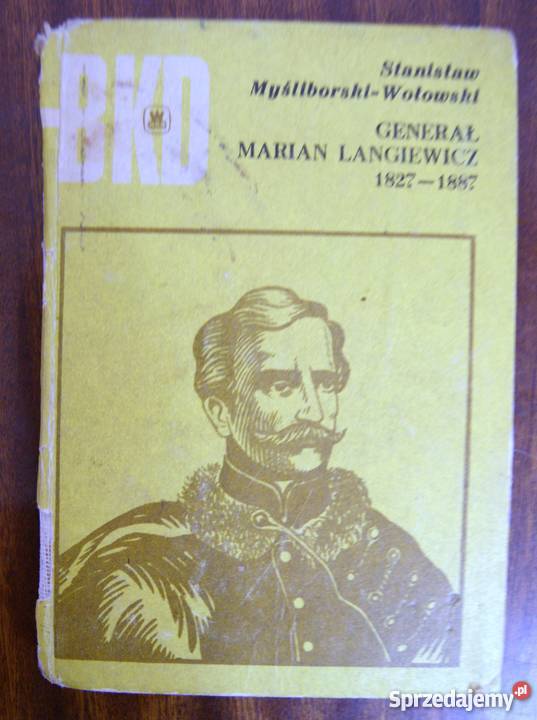 BKD
Stanisław
Myśliborski-Wołowski
GENERAŁ
MARIAN LANGIEWICZ
1827—1887
Sprzedajemy.pl